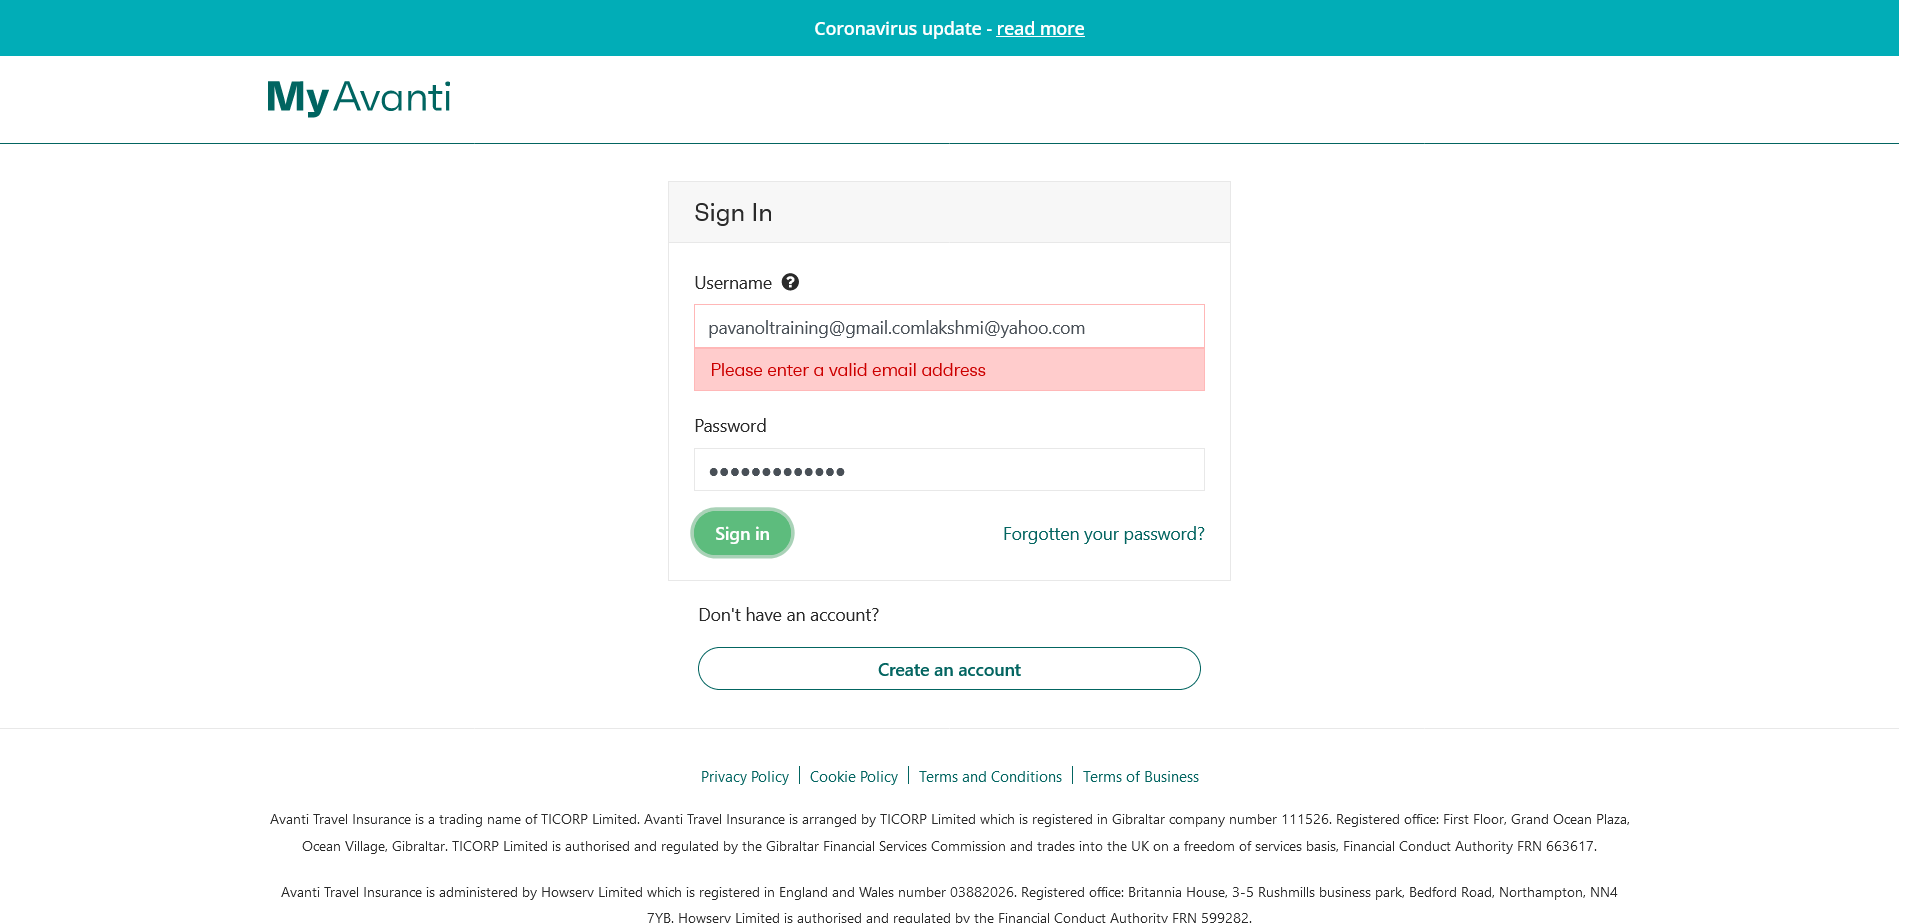 Coronavirus update - read more
My Avanti
Sign In
Username ?
pavanoltraining@gmail.comlakshmi@yahoo.com
Please enter a valid email address
Password
•••••••••••••
Sign in Forgotten your password?
Don't have an account?
Create an account
Privacy Policy | Cookie Policy | Terms and Conditions | Terms of Business
Avanti Travel Insurance is a trading name of TICORP Limited. Avanti Travel Insurance is arranged by TICORP Limited which is registered in Gibraltar company number 111526. Registered office: First Floor, Grand Ocean Plaza,
Ocean Village, Gibraltar. TICORP Limited is authorised and regulated by the Gibraltar Financial Services Commission and trades into the UK on a freedom of services basis, Financial Conduct Authority FRN 663617.
Avanti Travel Insurance is administered by Howserv Limited which is registered in England and Wales number 03882026. Registered office: Britannia House, 3-5 Rushmills business park, Bedford Road, Northampton, NN4
7YB. Howserv Limited is authorised and regulated by the Financial Conduct Authority FRN 599282.